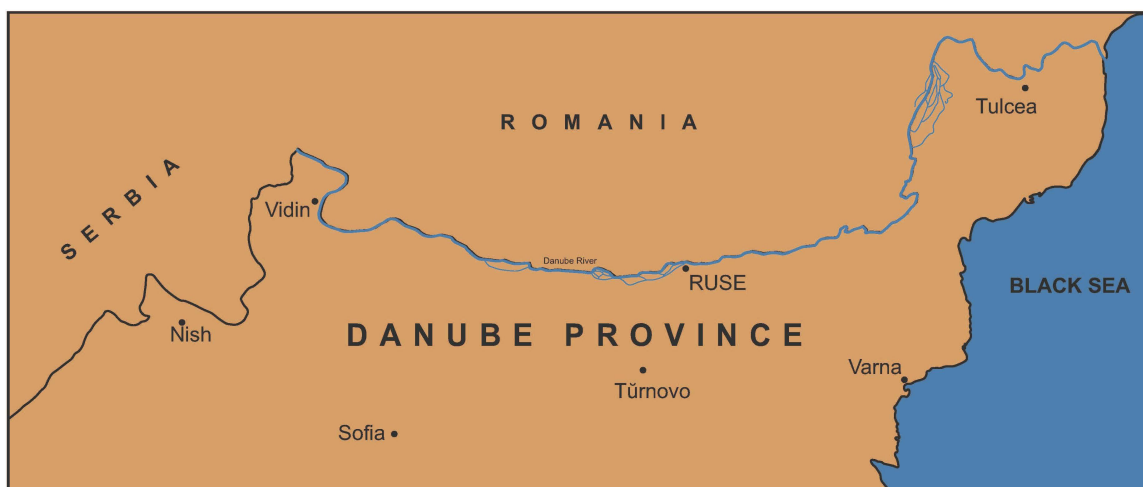 Tulcea
ROMANIA
SERBIA
Vidin
Danube River
RUSE
BLACK SEA
Nish
DANUBE PROVINCE
Varna
Tŭrnovo
Sofia